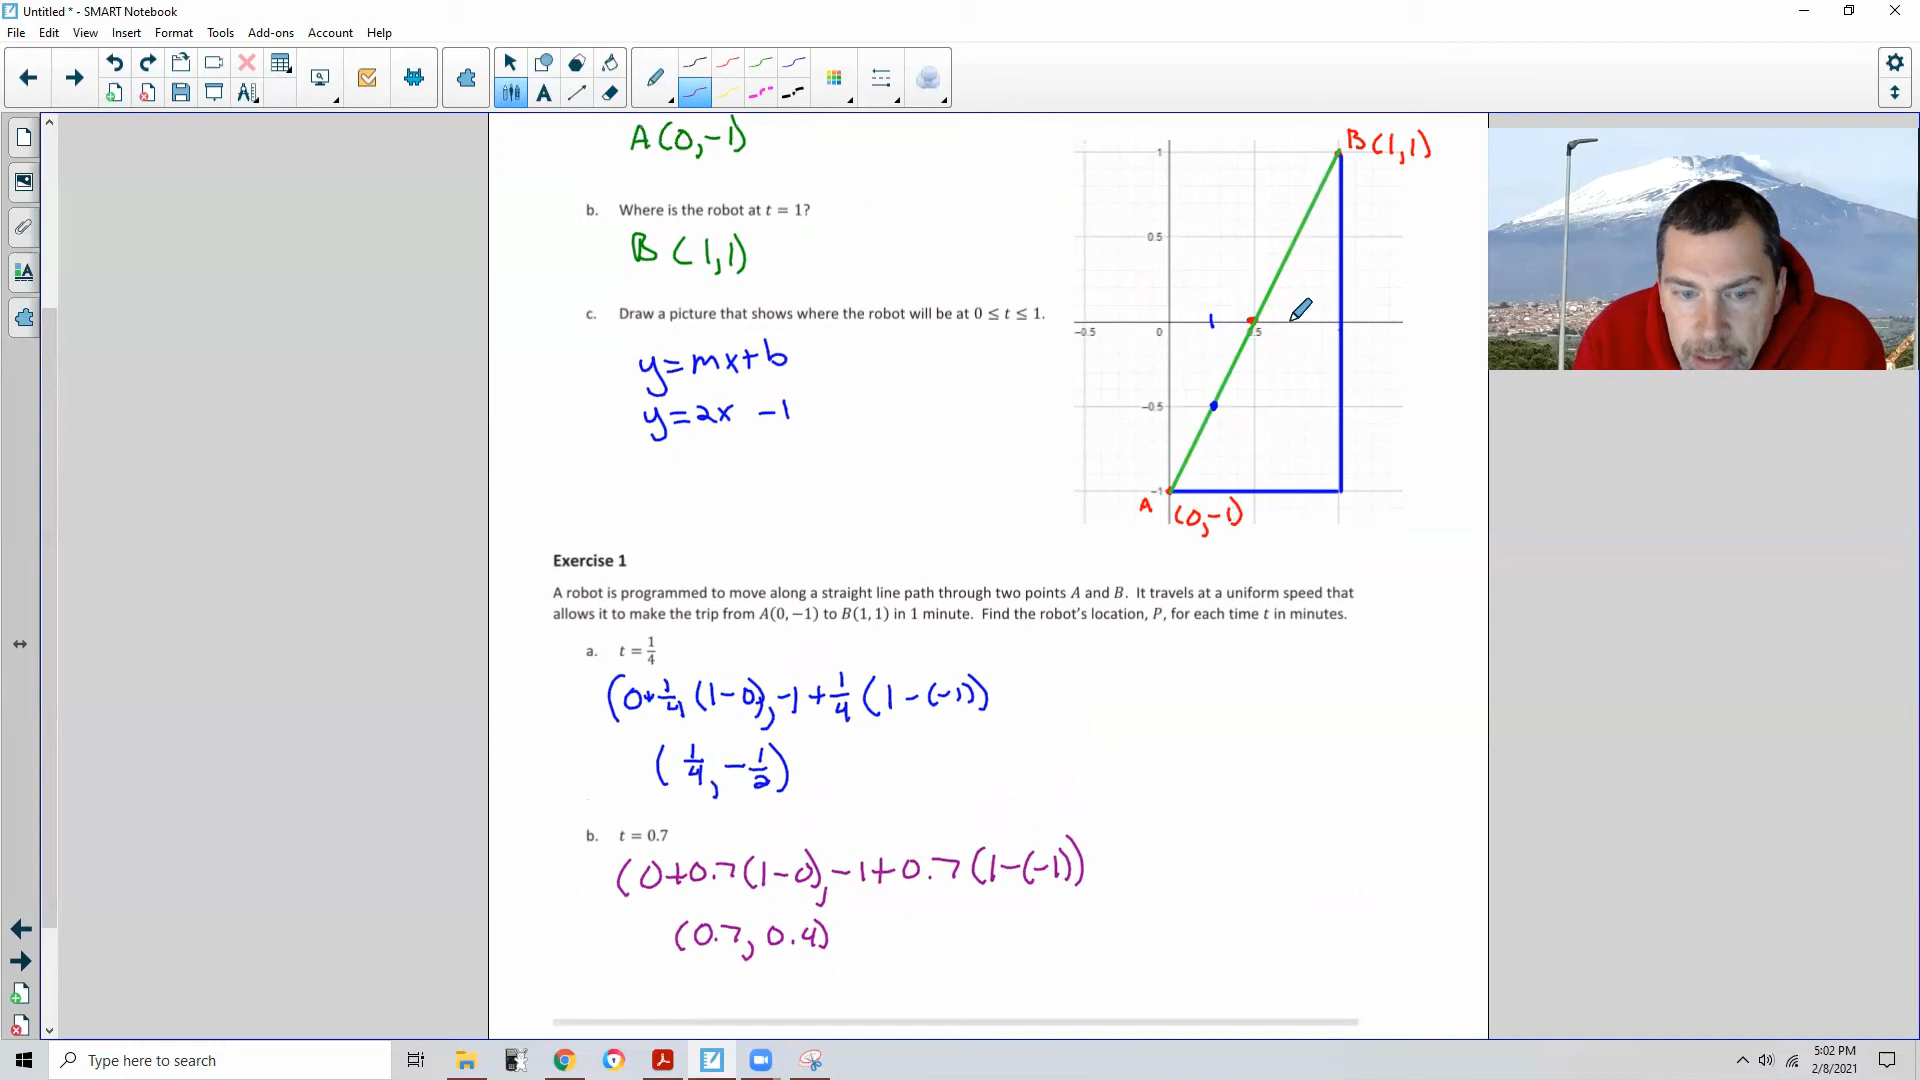 Untitled * - SMART Notebook
File Edit View Insert Format Tools Add-ons Account Help
A(0,-1)
b. Where is the robot at t = 1?
B (1,1)
c. Draw a picture that shows where the robot will be at 0 ≤ t ≤ 1.
y=mx+b
y=2x -1
B(1,1)
1
0.5
-0.5 0 0.5
-0.5
-1
A (0,-1)
Exercise 1
A robot is programmed to move along a straight line path through two points A and B. It travels at a uniform speed that
allows it to make the trip from A(0,−1) to B(1,1) in 1 minute. Find the robot's location, P, for each time t in minutes.
a. t = 1/4
(0+1/4(1-0), -1+1/4(1-(-1))
(1/4, -1/2)
b. t = 0.7
(0+0.7(1-0), -1+0.7(1-(-1))
(0.7, 0.4)
Type here to search
5:02 PM
2/8/2021